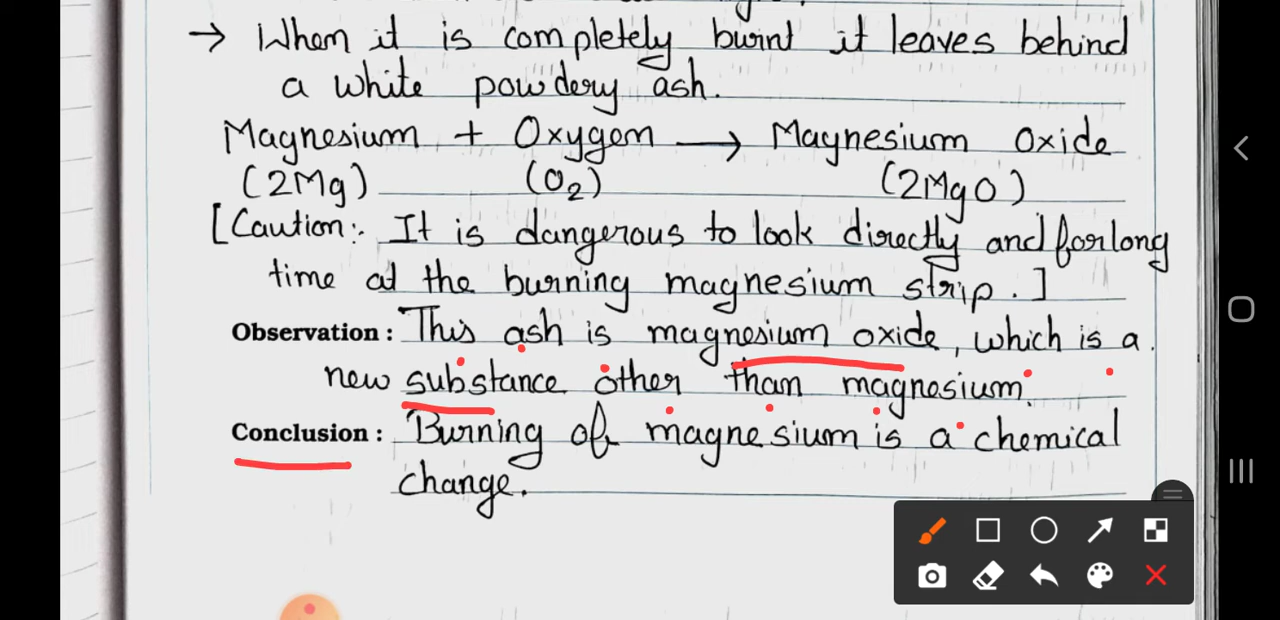 → When it is completely burnt it leaves behind
a white powdery ash.
Magnesium + Oxygen → Magnesium Oxide
(2Mg) (O₂) (2MgO)
[Caution:- It is dangerous to look directly and for long
time at the burning magnesium strip.]
Observation : This ash is magnesium oxide, which is a
new substance other than magnesium.
Conclusion : Burning of magnesium is a chemical
change.